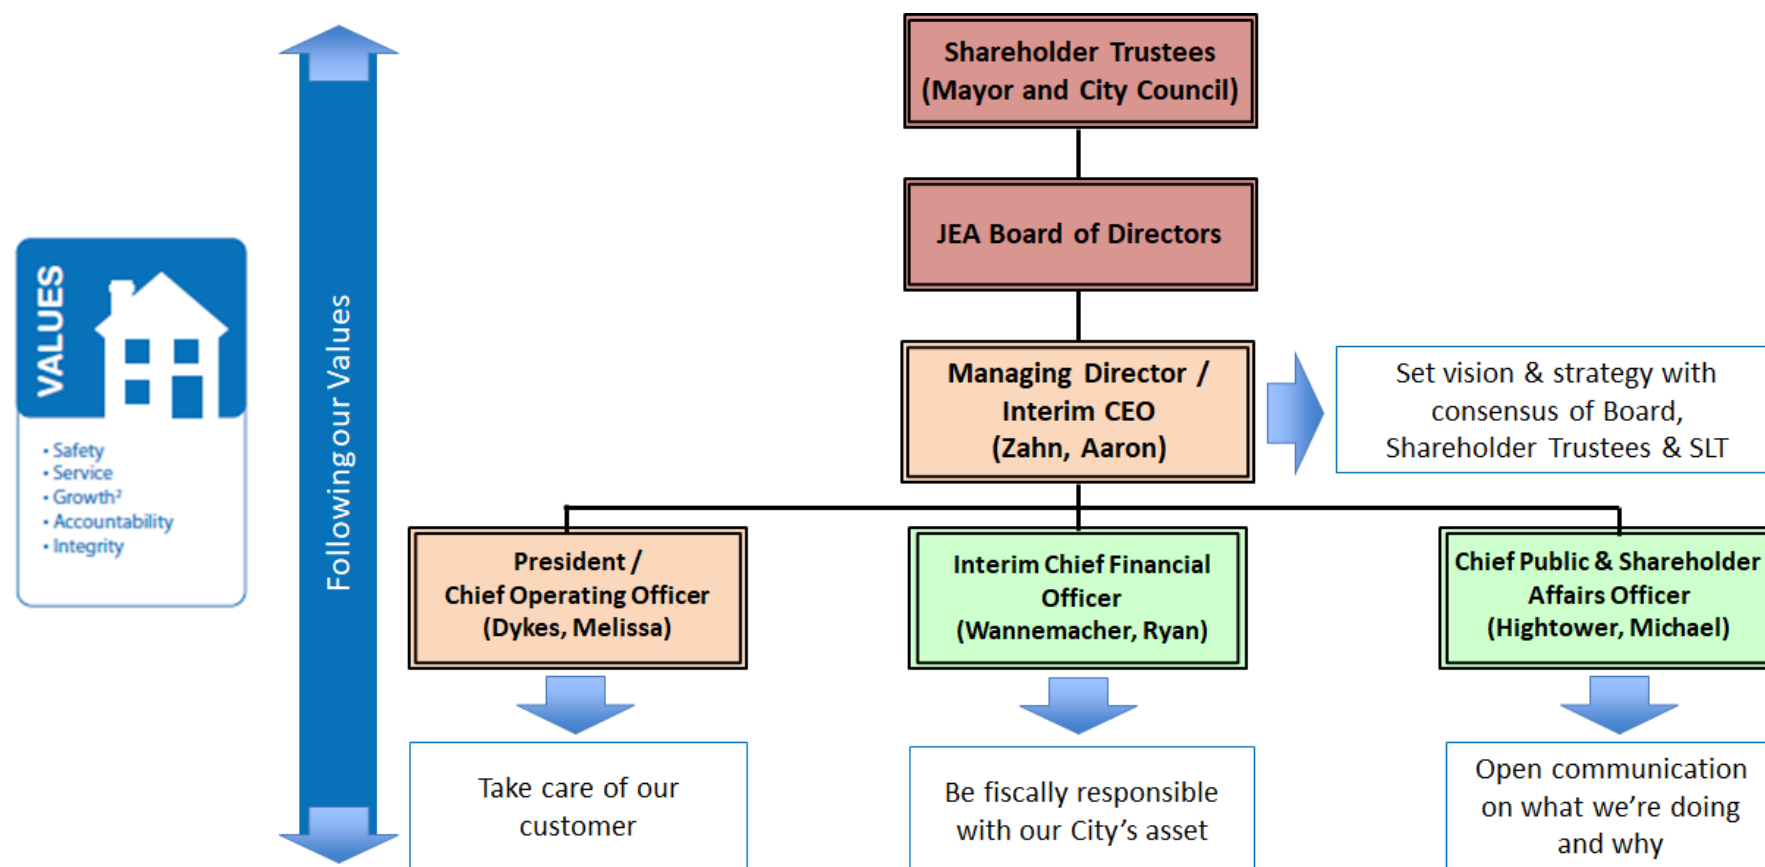 Shareholder Trustees
(Mayor and City Council)
JEA Board of Directors
VALUES
• Safety
• Service
• Growth²
• Accountability
• Integrity
Following our Values
Managing Director /
Interim CEO
(Zahn, Aaron)
Set vision & strategy with
consensus of Board,
Shareholder Trustees & SLT
President /
Chief Operating Officer
(Dykes, Melissa)
Interim Chief Financial
Officer
(Wannemacher, Ryan)
Chief Public & Shareholder
Affairs Officer
(Hightower, Michael)
Take care of our
customer
Be fiscally responsible
with our City’s asset
Open communication
on what we’re doing
and why